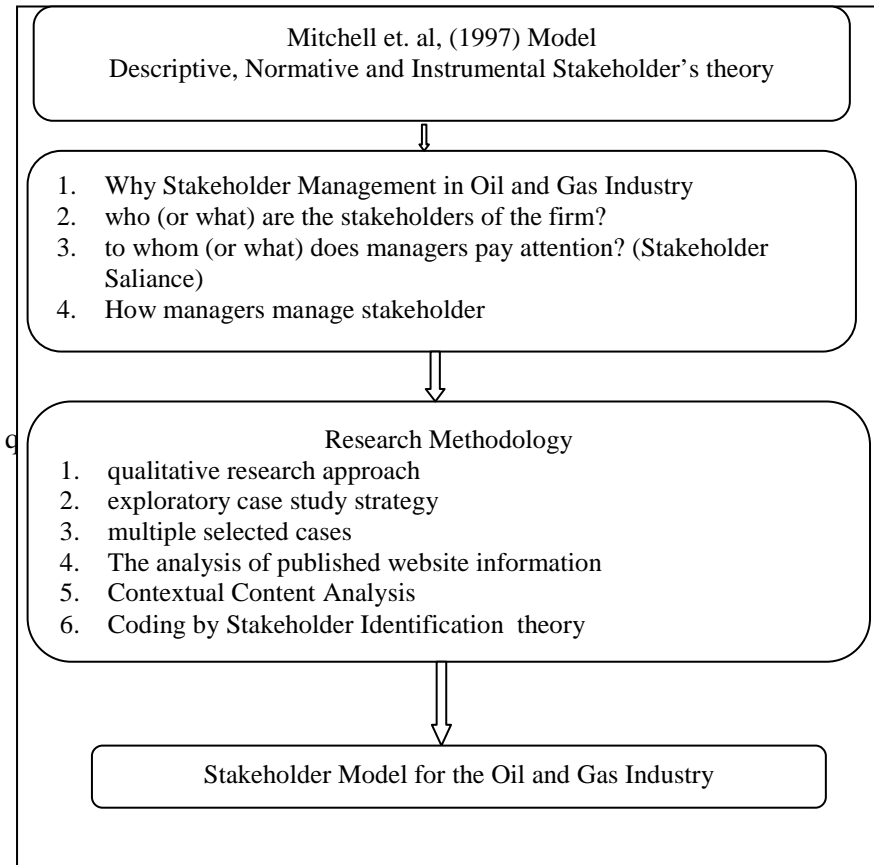 Mitchell et. al, (1997) Model
Descriptive, Normative and Instrumental Stakeholder’s theory
1. Why Stakeholder Management in Oil and Gas Industry
2. who (or what) are the stakeholders of the firm?
3. to whom (or what) does managers pay attention? (Stakeholder
Saliance)
4. How managers manage stakeholder
q
Research Methodology
1. qualitative research approach
2. exploratory case study strategy
3. multiple selected cases
4. The analysis of published website information
5. Contextual Content Analysis
6. Coding by Stakeholder Identification theory
Stakeholder Model for the Oil and Gas Industry